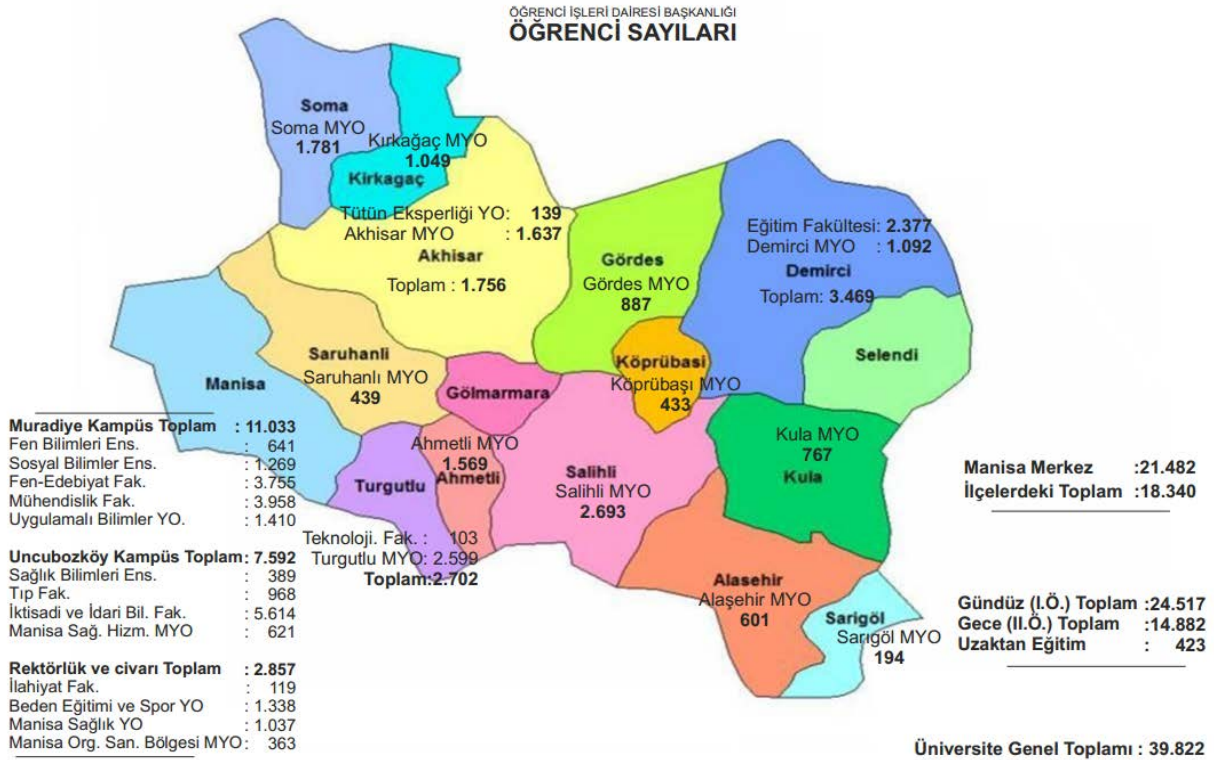 ÖĞRENCİ İŞLERİ DAİRESİ BAŞKANLIĞI
ÖĞRENCİ SAYILARI
Soma
Soma MYO
1.781
Kırkağaç MYO
1.049
Kirkagaç
Tütün Eksperliği YO: 139
Akhisar MYO : 1.637
Akhisar
Toplam : 1.756
Gördes
Gördes MYO
887
Eğitim Fakültesi: 2.377
Demirci MYO : 1.092
Demirci
Toplam: 3.469
Selendi
Saruhanli
Saruhanlı MYO
439
Manisa
Gölmarmara
Köprübasi
Köprübaşı MYO
433
Kula MYO
767
Kula
Ahmetli MYO
1.569
Ahmetli
Turgutlu
Salihli
Salihli MYO
2.693
Teknoloji. Fak. : 103
Turgutlu MYO: 2.599
Toplam:2.702
Alasehir
Alaşehir MYO
601
Sarigöl
Sarıgöl MYO
194
Muradiye Kampüs Toplam : 11.033
Fen Bilimleri Ens. : 641
Sosyal Bilimler Ens. : 1.269
Fen-Edebiyat Fak. : 3.755
Mühendislik Fak. : 3.958
Uygulamalı Bilimler YO. : 1.410
Uncubozköy Kampüs Toplam: 7.592
Sağlık Bilimleri Ens. : 389
Tıp Fak. : 968
İktisadi ve İdari Bil. Fak. : 5.614
Manisa Sağ. Hizm. MYO : 621
Rektörlük ve civarı Toplam : 2.857
İlahiyat Fak. : 119
Beden Eğitimi ve Spor YO : 1.338
Manisa Sağlık YO : 1.037
Manisa Org. San. Bölgesi MYO: 363
Manisa Merkez :21.482
İlçelerdeki Toplam :18.340
Gündüz (I.Ö.) Toplam :24.517
Gece (II.Ö.) Toplam :14.882
Uzaktan Eğitim : 423
Üniversite Genel Toplamı : 39.822